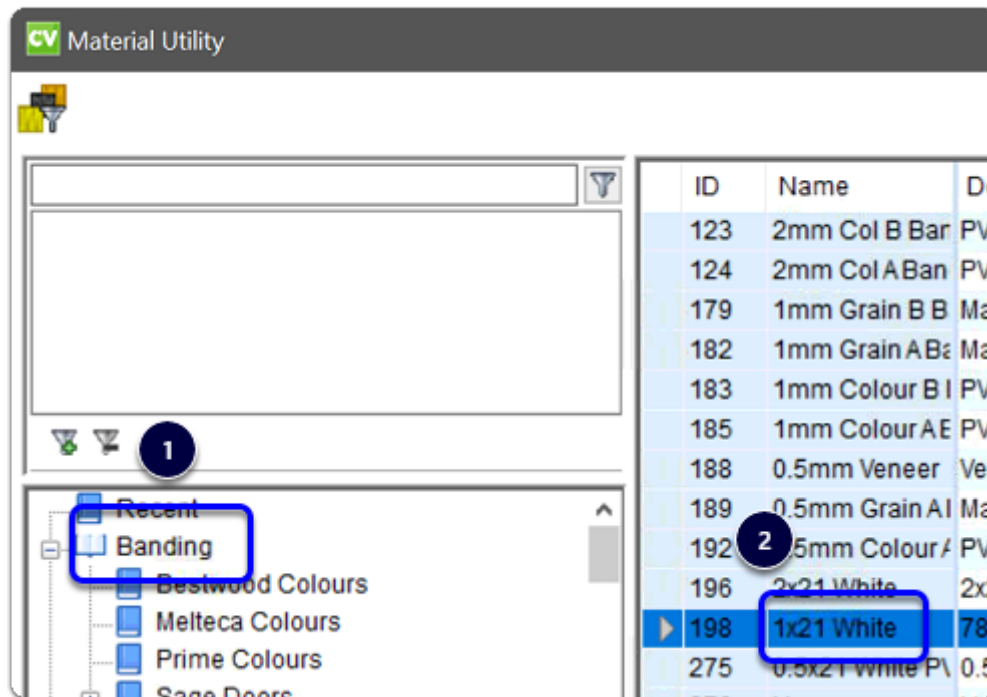 CV Material Utility
ID Name
123 2mm Col B Ban PV
124 2mm Col A Ban PV
179 1mm Grain B B Ma
182 1mm Grain A Ba Ma
183 1mm Colour B PV
1
185 1mm Colour A E PV
188 0.5mm Veneer Ve
Recent
189 0.5mm Grain A Ma
Banding
192 2 5mm Colour A PV
Bestwood Colours
196 2x21 White 2x
Melteca Colours
198 1x21 White 78
Prime Colours
275 0.5x21 White PV 0.5
Sage Doors